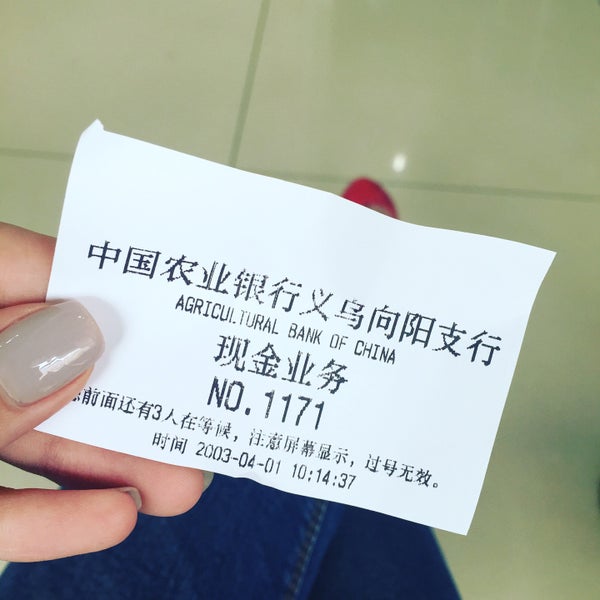 中国农业银行义乌向阳支行
AGRICULTURAL BANK OF CHINA
现金业务
NO.1171
您前面还有3人在等候，注意屏幕显示，过号无效。
时间 2003-04-01 10:14:37